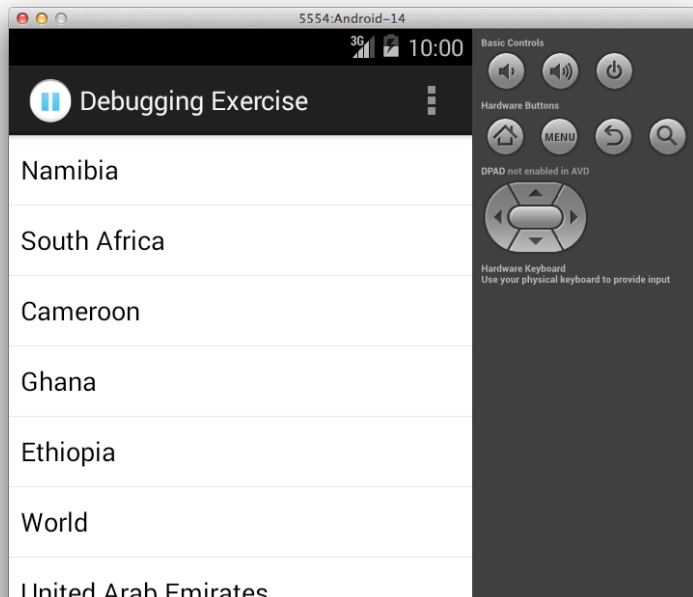 5554:Android-14
3G 10:00
Debugging Exercise
Namibia
South Africa
Cameroon
Ghana
Ethiopia
World
United Arab Emirates
Basic Controls
Hardware Buttons
MENU
DPAD not enabled in AVD
Hardware Keyboard
Use your physical keyboard to provide input